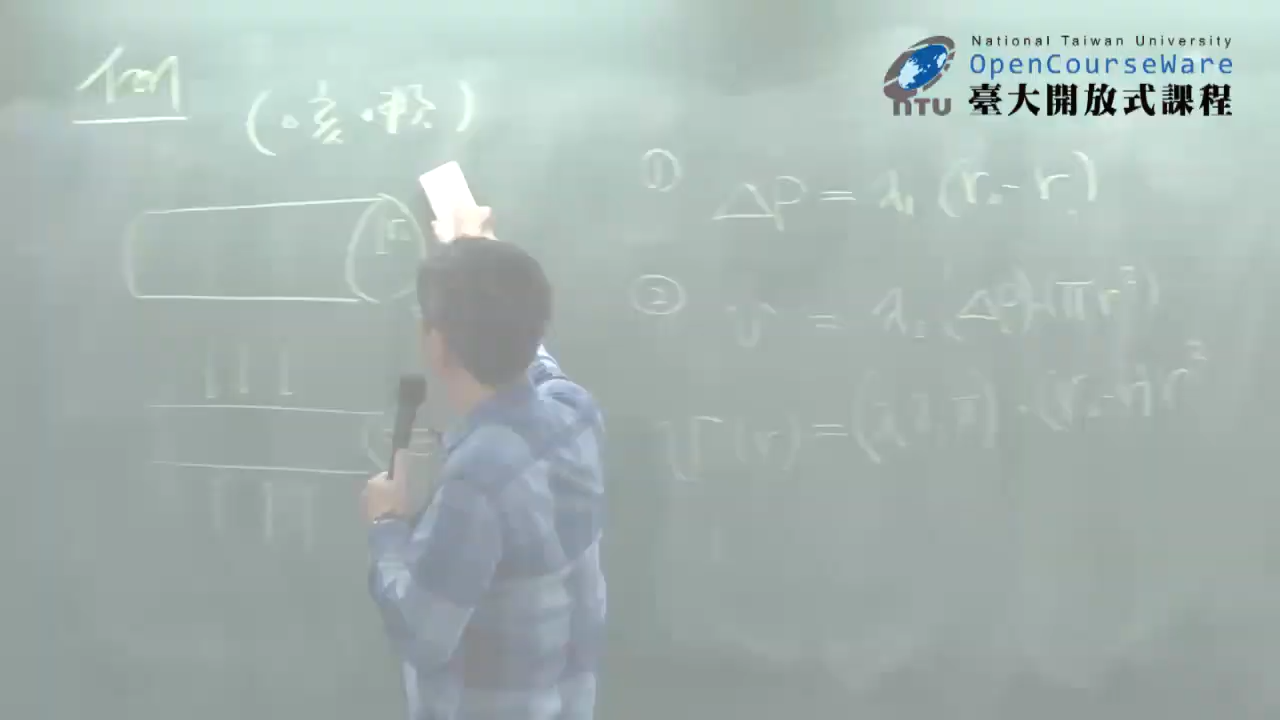 National Taiwan University
OpenCourseWare
NTU 臺大開放式課程
例
(咳嗽)
① ΔP = λ₁ (r₀ - r)
② v = λ₂ (ΔP)·(πr²)
v(r) = (λ₁λ₂π)·(r₀-r)r²